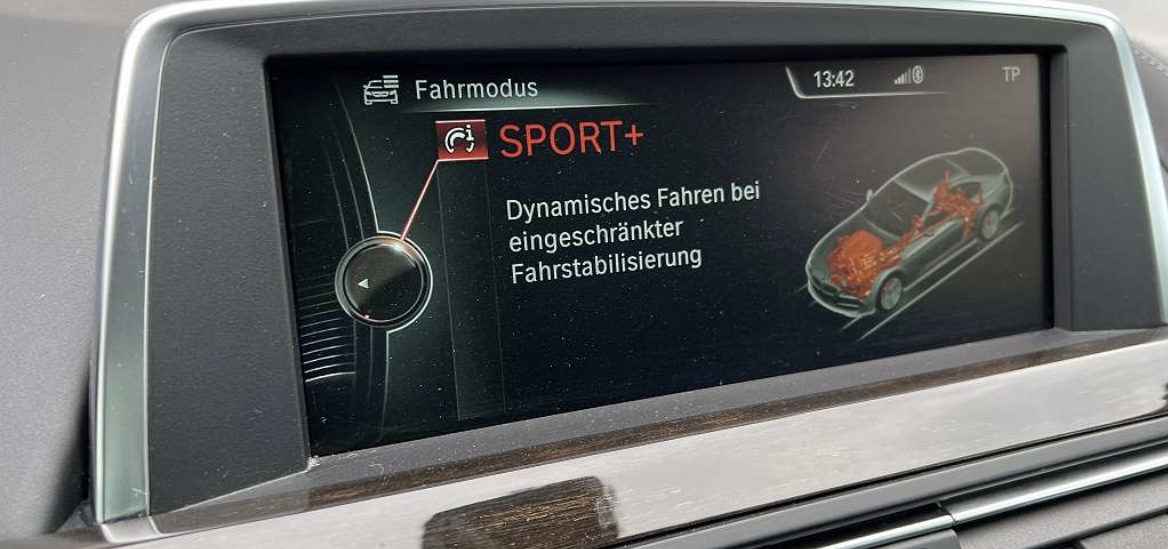 Fahrmodus
13:42
TP
SPORT+
Dynamisches Fahren bei
eingeschränkter
Fahrstabilisierung